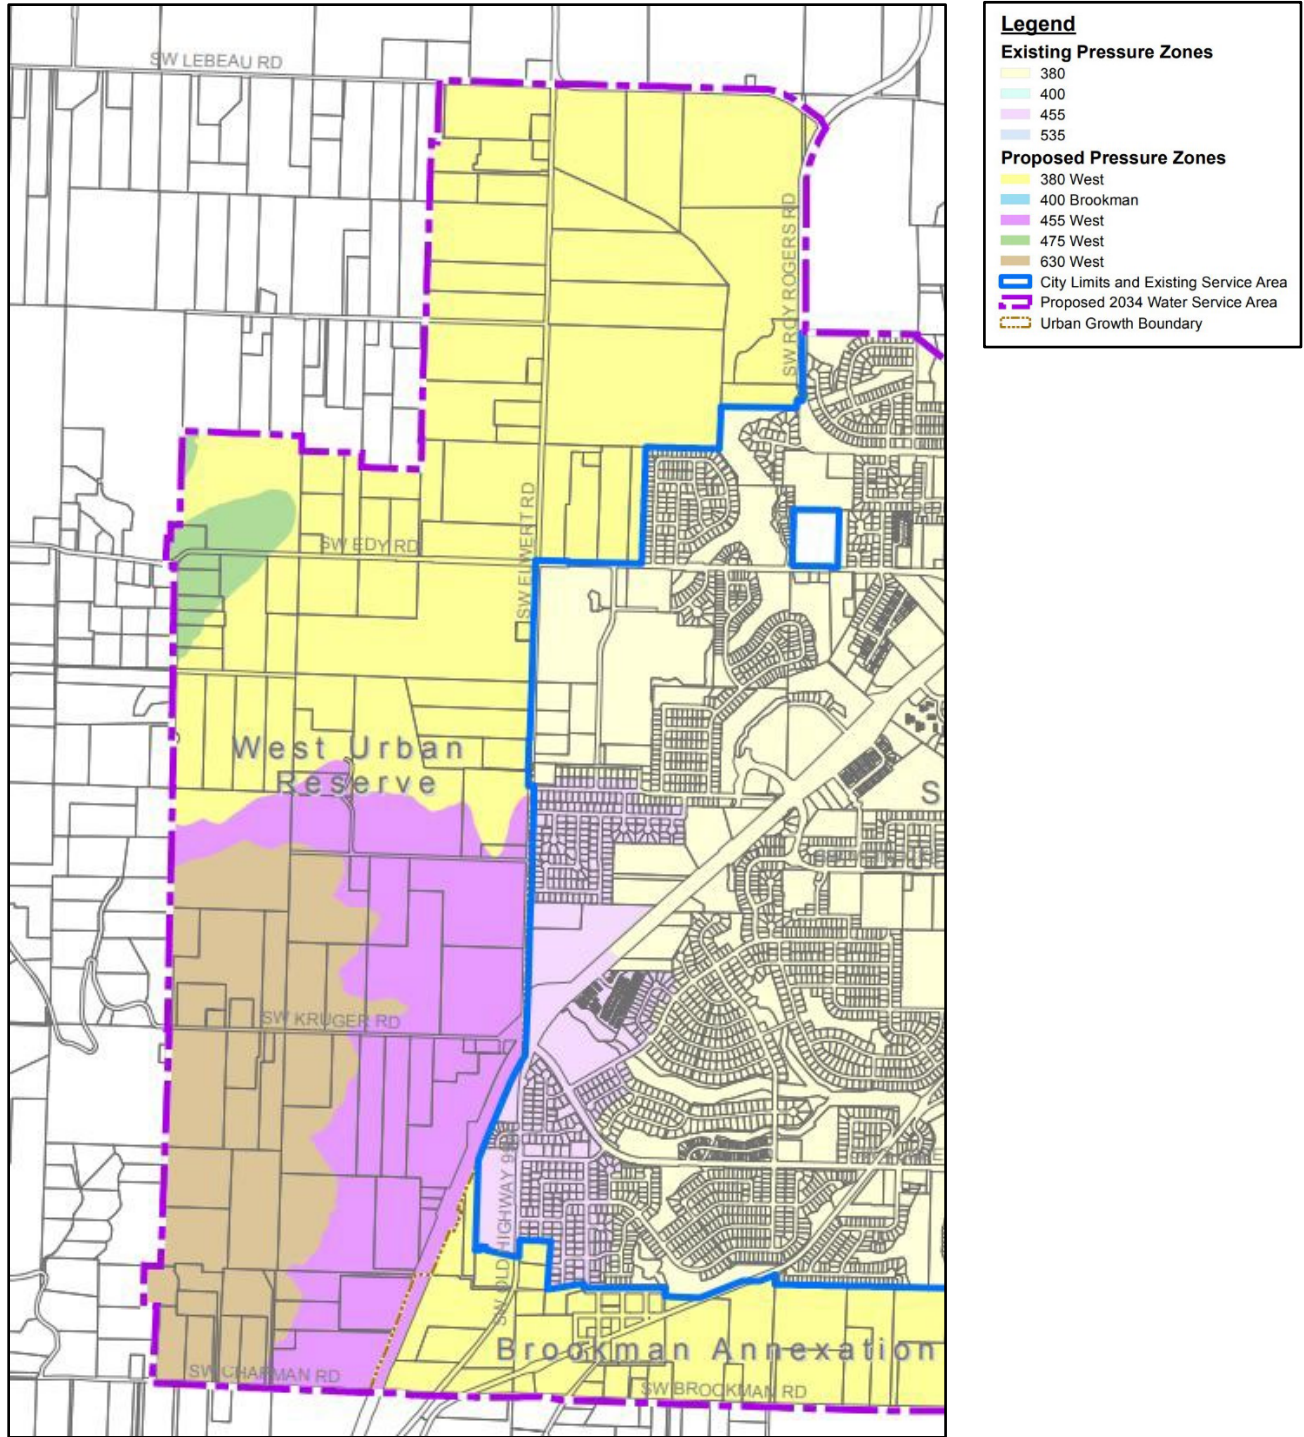 SW LEBEAU RD
SW ROY ROGERS RD
SW EDY RD
SW ELWERT RD
West Urban
Reserve
S
SW KRUGER RD
SW OLD HIGHWAY 99W
Brookman Annexation
SW CHAPMAN RD
SW BROOKMAN RD
Legend
Existing Pressure Zones
380
400
455
535
Proposed Pressure Zones
380 West
400 Brookman
455 West
475 West
630 West
City Limits and Existing Service Area
Proposed 2034 Water Service Area
Urban Growth Boundary